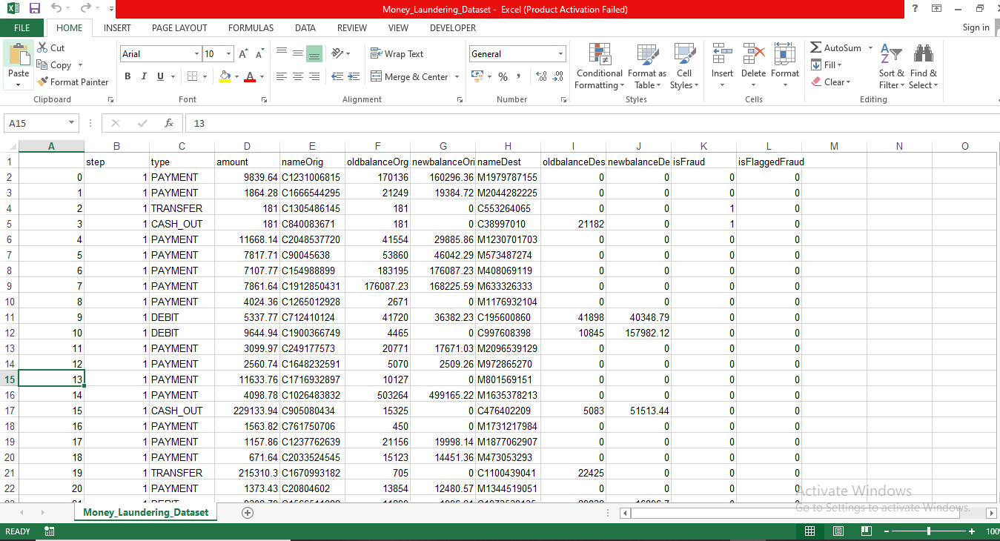 Money_Laundering_Dataset - Excel (Product Activation Failed)
FILE HOME INSERT PAGE LAYOUT FORMULAS DATA REVIEW VIEW DEVELOPER Sign in
Paste
Cut
Copy
Format Painter
Clipboard
Arial 10
B I U
Font
Wrap Text
Merge & Center
Alignment
General
Number
Conditional Formatting
Format as Table
Cell Styles
Styles
Insert Delete Format
Cells
AutoSum
Fill
Clear
Sort & Filter
Find & Select
Editing
A15 fx 13
A B C D E F G H I J K L M N O
1 step type amount nameOrig oldbalanceOrg newbalanceOri nameDest oldbalanceDes newbalanceDe isFraud isFlaggedFraud
2 0 1 PAYMENT 9839.64 C1231006815 170136 160296.36 M1979787155 0 0 0 0
3 1 1 PAYMENT 1864.28 C1666544295 21249 19384.72 M2044282225 0 0 0 0
4 2 1 TRANSFER 181 C1305486145 181 0 C553264065 0 0 1 0
5 3 1 CASH_OUT 181 C840083671 181 0 C38997010 21182 0 1 0
6 4 1 PAYMENT 11668.14 C2048537720 41554 29885.86 M1230701703 0 0 0 0
7 5 1 PAYMENT 7817.71 C90045638 53860 46042.29 M573487274 0 0 0 0
8 6 1 PAYMENT 7107.77 C154988899 183195 176087.23 M408069119 0 0 0 0
9 7 1 PAYMENT 7861.64 C1912850431 176087.23 168225.59 M633326333 0 0 0 0
10 8 1 PAYMENT 4024.36 C1265012928 2671 0 M1176932104 0 0 0 0
11 9 1 DEBIT 5337.77 C712410124 41720 36382.23 C195600860 41898 40348.79 0 0
12 10 1 DEBIT 9644.94 C1900366749 4465 0 C997608398 10845 157982.12 0 0
13 11 1 PAYMENT 3099.97 C249177573 20771 17671.03 M2096539129 0 0 0 0
14 12 1 PAYMENT 2560.74 C1648232591 5070 2509.26 M972865270 0 0 0 0
15 13 1 PAYMENT 11633.76 C1716932897 10127 0 M801569151 0 0 0 0
16 14 1 PAYMENT 4098.78 C1026483832 503264 499165.22 M1635378213 0 0 0 0
17 15 1 CASH_OUT 229133.94 C905080434 15325 0 C476402209 5083 51513.44 0 0
18 16 1 PAYMENT 1563.82 C761750706 450 0 M1731217984 0 0 0 0
19 17 1 PAYMENT 1157.86 C1237762639 21156 19998.14 M1877062907 0 0 0 0
20 18 1 PAYMENT 671.64 C2033524545 15123 14451.36 M473053293 0 0 0 0
21 19 1 TRANSFER 215310.3 C1670993182 705 0 C1100439041 22425 0 0 0
22 20 1 PAYMENT 1373.43 C20804602 13854 12480.57 M1344519051 0 0 0 0
Activate Windows
Go to Settings to activate Windows.
Money_Laundering_Dataset
READY 100%